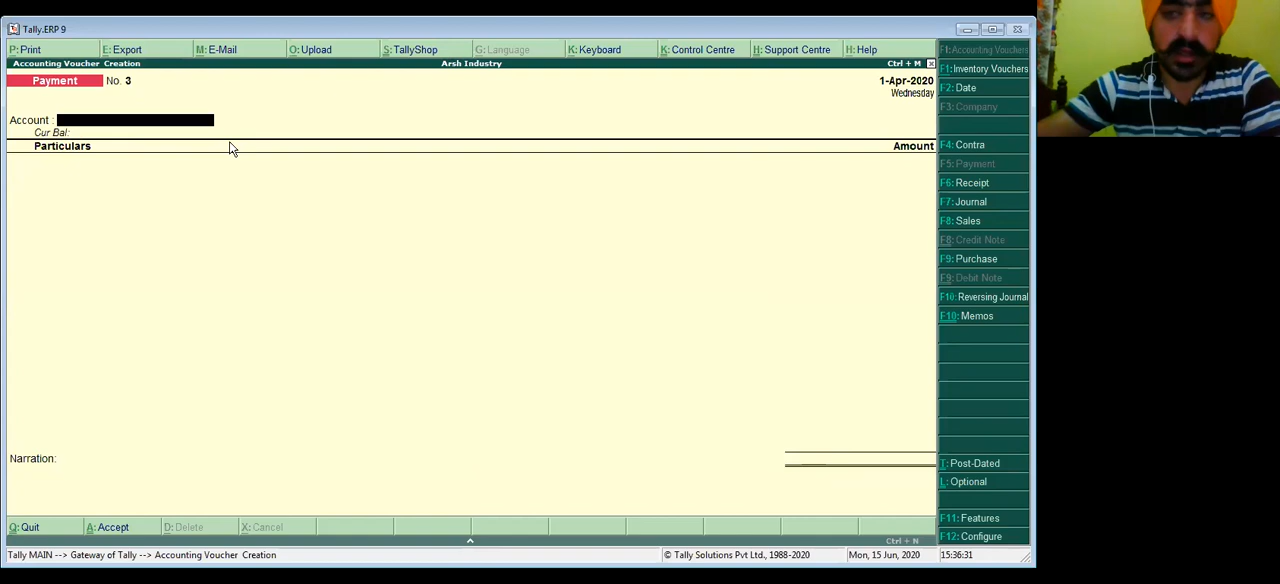 Tally.ERP 9
P: Print E: Export M: E-Mail O: Upload S: TallyShop G: Language K: Keyboard K: Control Centre H: Support Centre H: Help
Accounting Voucher Creation Arsh Industry Ctrl + M
Payment No. 3 1-Apr-2020
Wednesday
Account :
Cur Bal:
Particulars Amount
Narration:
Q: Quit A: Accept D: Delete X: Cancel
Ctrl + N
F1: Accounting Vouchers
F1: Inventory Vouchers
F2: Date
F3: Company
F4: Contra
F5: Payment
F6: Receipt
F7: Journal
F8: Sales
F8: Credit Note
F9: Purchase
F9: Debit Note
F10: Reversing Journal
F10: Memos
T: Post-Dated
L: Optional
F11: Features
F12: Configure
Tally MAIN --> Gateway of Tally --> Accounting Voucher Creation © Tally Solutions Pvt Ltd., 1988-2020 Mon, 15 Jun, 2020 15:36:31